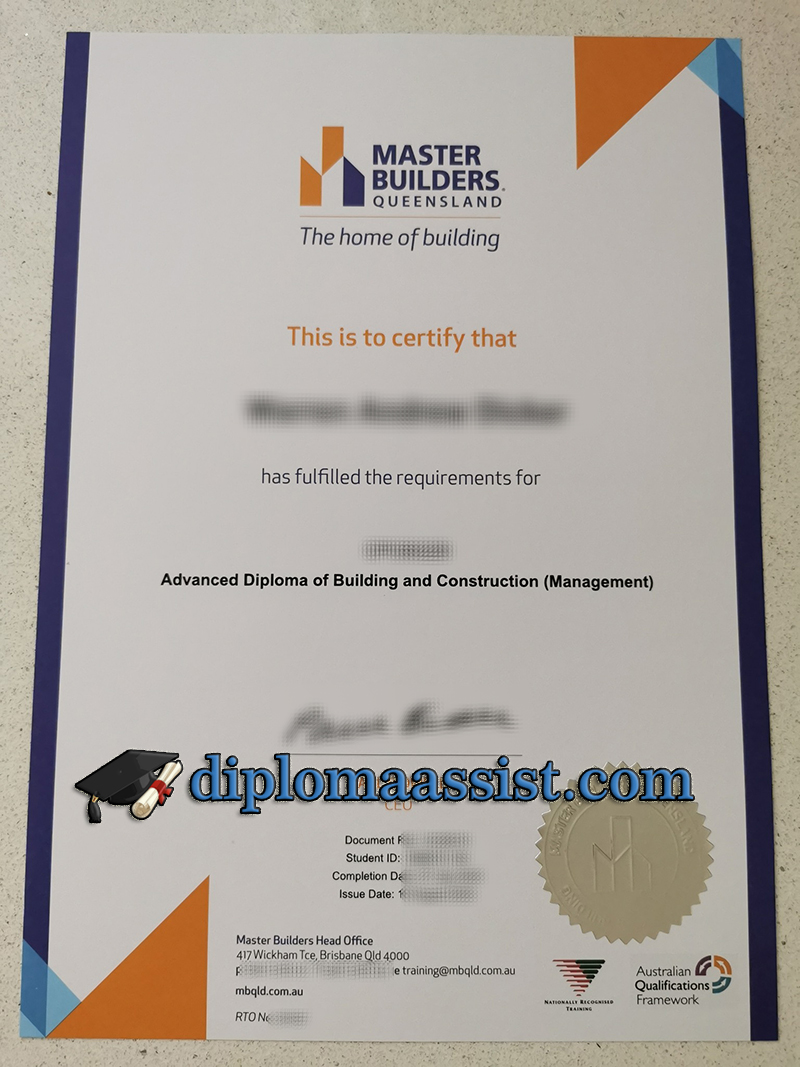 MASTER
BUILDERS
QUEENSLAND
The home of building
This is to certify that
has fulfilled the requirements for
Advanced Diploma of Building and Construction (Management)
diplomaassist.com
CEO
Document
Student ID:
Completion
Issue Date:
Master Builders Head Office
417 Wickham Tce, Brisbane Qld 4000
e training@mbqld.com.au
mbqld.com.au
RTO
NATIONALLY RECOGNISED
TRAINING
Australian
Qualifications
Framework